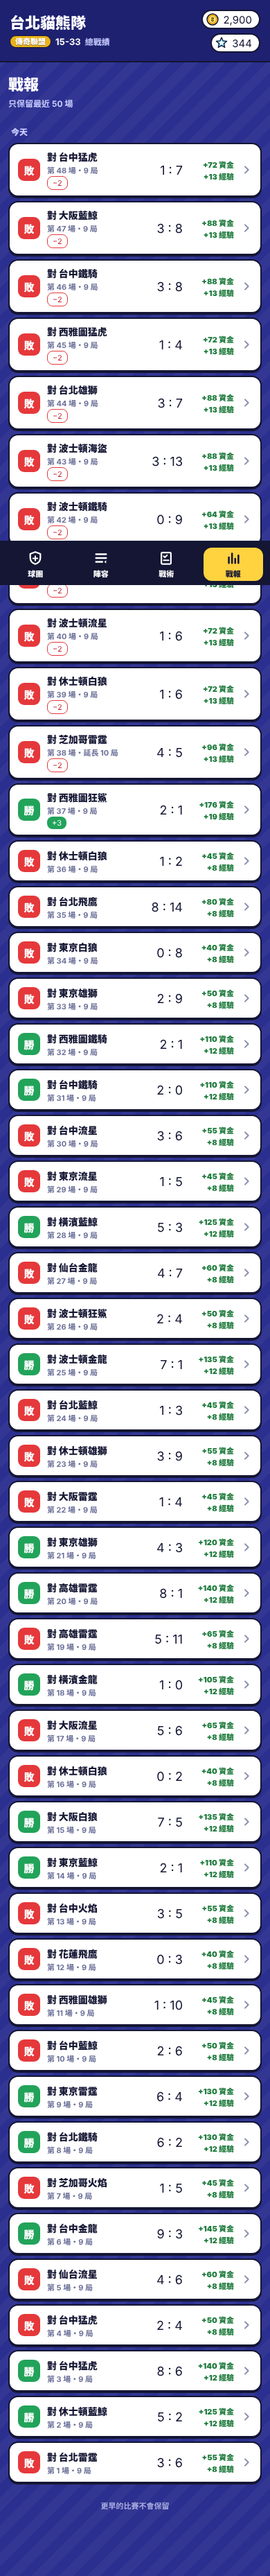 台北貓熊隊
2,900
傳奇聯盟 15-33 總戰績
344
戰報
只保留最近 50 場
今天
敗 對 台中猛虎 1 : 7 +72 資金
第 48 場・9 局 +13 經驗
−2
敗 對 大阪藍鯨 3 : 8 +88 資金
第 47 場・9 局 +13 經驗
−2
敗 對 台中鐵騎 3 : 8 +88 資金
第 46 場・9 局 +13 經驗
−2
敗 對 西雅圖猛虎 1 : 4 +72 資金
第 45 場・9 局 +13 經驗
−2
敗 對 台北雄獅 3 : 7 +88 資金
第 44 場・9 局 +13 經驗
−2
敗 對 波士頓海盜 3 : 13 +88 資金
第 43 場・9 局 +13 經驗
−2
敗 對 波士頓鐵騎 0 : 9 +64 資金
第 42 場・9 局 +13 經驗
−2
球團 陣容 戰術 戰報
−2
敗 對 波士頓流星 1 : 6 +72 資金
第 40 場・9 局 +13 經驗
−2
敗 對 休士頓白狼 1 : 6 +72 資金
第 39 場・9 局 +13 經驗
−2
敗 對 芝加哥雷霆 4 : 5 +96 資金
第 38 場・延長 10 局 +13 經驗
−2
勝 對 西雅圖狂鯊 2 : 1 +176 資金
第 37 場・9 局 +19 經驗
+3
敗 對 休士頓白狼 1 : 2 +45 資金
第 36 場・9 局 +8 經驗
敗 對 台北飛鷹 8 : 14 +80 資金
第 35 場・9 局 +8 經驗
敗 對 東京白狼 0 : 8 +40 資金
第 34 場・9 局 +8 經驗
敗 對 東京雄獅 2 : 9 +50 資金
第 33 場・9 局 +8 經驗
勝 對 西雅圖鐵騎 2 : 1 +110 資金
第 32 場・9 局 +12 經驗
勝 對 台中鐵騎 2 : 0 +110 資金
第 31 場・9 局 +12 經驗
敗 對 台中流星 3 : 6 +55 資金
第 30 場・9 局 +8 經驗
敗 對 東京流星 1 : 5 +45 資金
第 29 場・9 局 +8 經驗
勝 對 橫濱藍鯨 5 : 3 +125 資金
第 28 場・9 局 +12 經驗
敗 對 仙台金龍 4 : 7 +60 資金
第 27 場・9 局 +8 經驗
敗 對 波士頓狂鯊 2 : 4 +50 資金
第 26 場・9 局 +8 經驗
勝 對 波士頓金龍 7 : 1 +135 資金
第 25 場・9 局 +12 經驗
敗 對 台北藍鯨 1 : 3 +45 資金
第 24 場・9 局 +8 經驗
敗 對 休士頓雄獅 3 : 9 +55 資金
第 23 場・9 局 +8 經驗
敗 對 大阪雷霆 1 : 4 +45 資金
第 22 場・9 局 +8 經驗
勝 對 東京雄獅 4 : 3 +120 資金
第 21 場・9 局 +12 經驗
勝 對 高雄雷霆 8 : 1 +140 資金
第 20 場・9 局 +12 經驗
敗 對 高雄雷霆 5 : 11 +65 資金
第 19 場・9 局 +8 經驗
勝 對 橫濱金龍 1 : 0 +105 資金
第 18 場・9 局 +12 經驗
敗 對 大阪流星 5 : 6 +65 資金
第 17 場・9 局 +8 經驗
敗 對 休士頓白狼 0 : 2 +40 資金
第 16 場・9 局 +8 經驗
勝 對 大阪白狼 7 : 5 +135 資金
第 15 場・9 局 +12 經驗
勝 對 東京藍鯨 2 : 1 +110 資金
第 14 場・9 局 +12 經驗
敗 對 台中火焰 3 : 5 +55 資金
第 13 場・9 局 +8 經驗
敗 對 花蓮飛鷹 0 : 3 +40 資金
第 12 場・9 局 +8 經驗
敗 對 西雅圖雄獅 1 : 10 +45 資金
第 11 場・9 局 +8 經驗
敗 對 台中藍鯨 2 : 6 +50 資金
第 10 場・9 局 +8 經驗
勝 對 東京雷霆 6 : 4 +130 資金
第 9 場・9 局 +12 經驗
勝 對 台北鐵騎 6 : 2 +130 資金
第 8 場・9 局 +12 經驗
敗 對 芝加哥火焰 1 : 5 +45 資金
第 7 場・9 局 +8 經驗
勝 對 台中金龍 9 : 3 +145 資金
第 6 場・9 局 +12 經驗
敗 對 仙台流星 4 : 6 +60 資金
第 5 場・9 局 +8 經驗
敗 對 台中猛虎 2 : 4 +50 資金
第 4 場・9 局 +8 經驗
勝 對 台中猛虎 8 : 6 +140 資金
第 3 場・9 局 +12 經驗
勝 對 休士頓藍鯨 5 : 2 +125 資金
第 2 場・9 局 +12 經驗
敗 對 台北雷霆 3 : 6 +55 資金
第 1 場・9 局 +8 經驗
更早的比賽不會保留